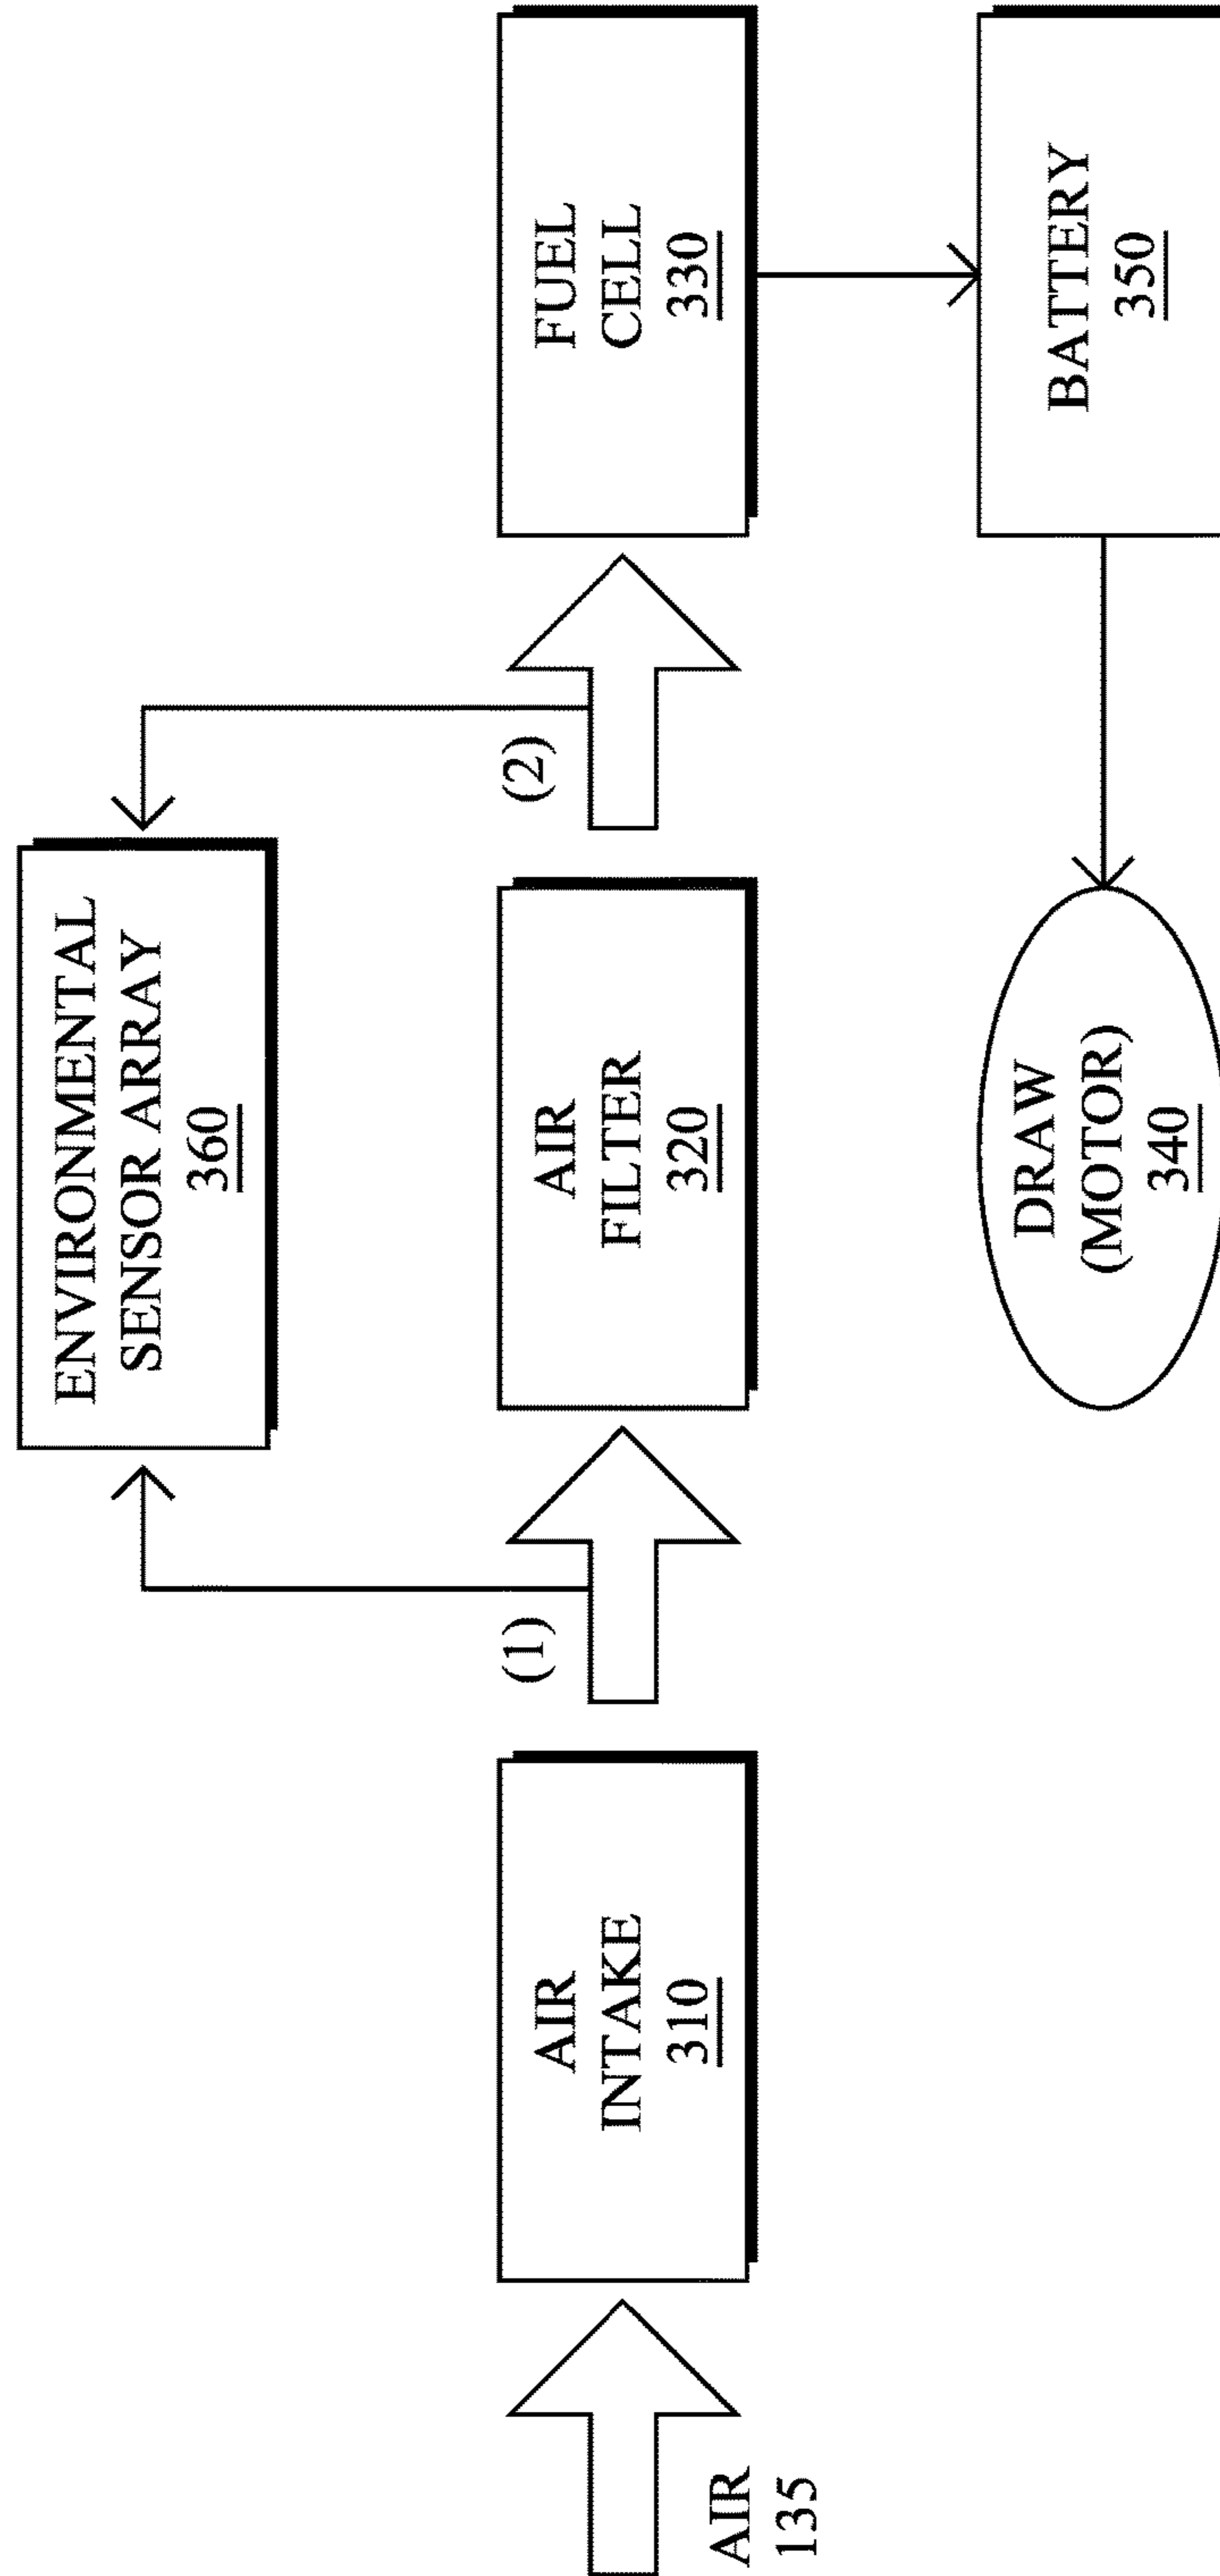 ENVIRONMENTAL
SENSOR ARRAY
360
(1)
(2)
AIR
135
AIR
INTAKE
310
AIR
FILTER
320
FUEL
CELL
330
DRAW
(MOTOR)
340
BATTERY
350